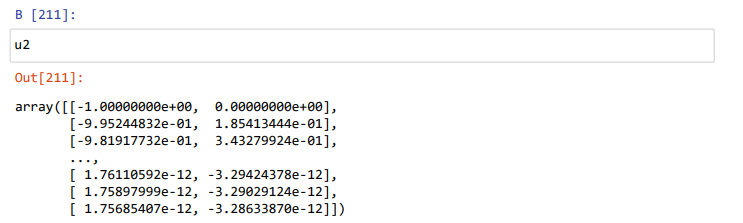 B [211]:
u2
Out[211]:
array([[-1.00000000e+00,  0.00000000e+00],
       [-9.95244832e-01,  1.85413444e-01],
       [-9.81917732e-01,  3.43279924e-01],
       ...,
       [ 1.76110592e-12, -3.29424378e-12],
       [ 1.75897999e-12, -3.29029124e-12],
       [ 1.75685407e-12, -3.28633870e-12]])